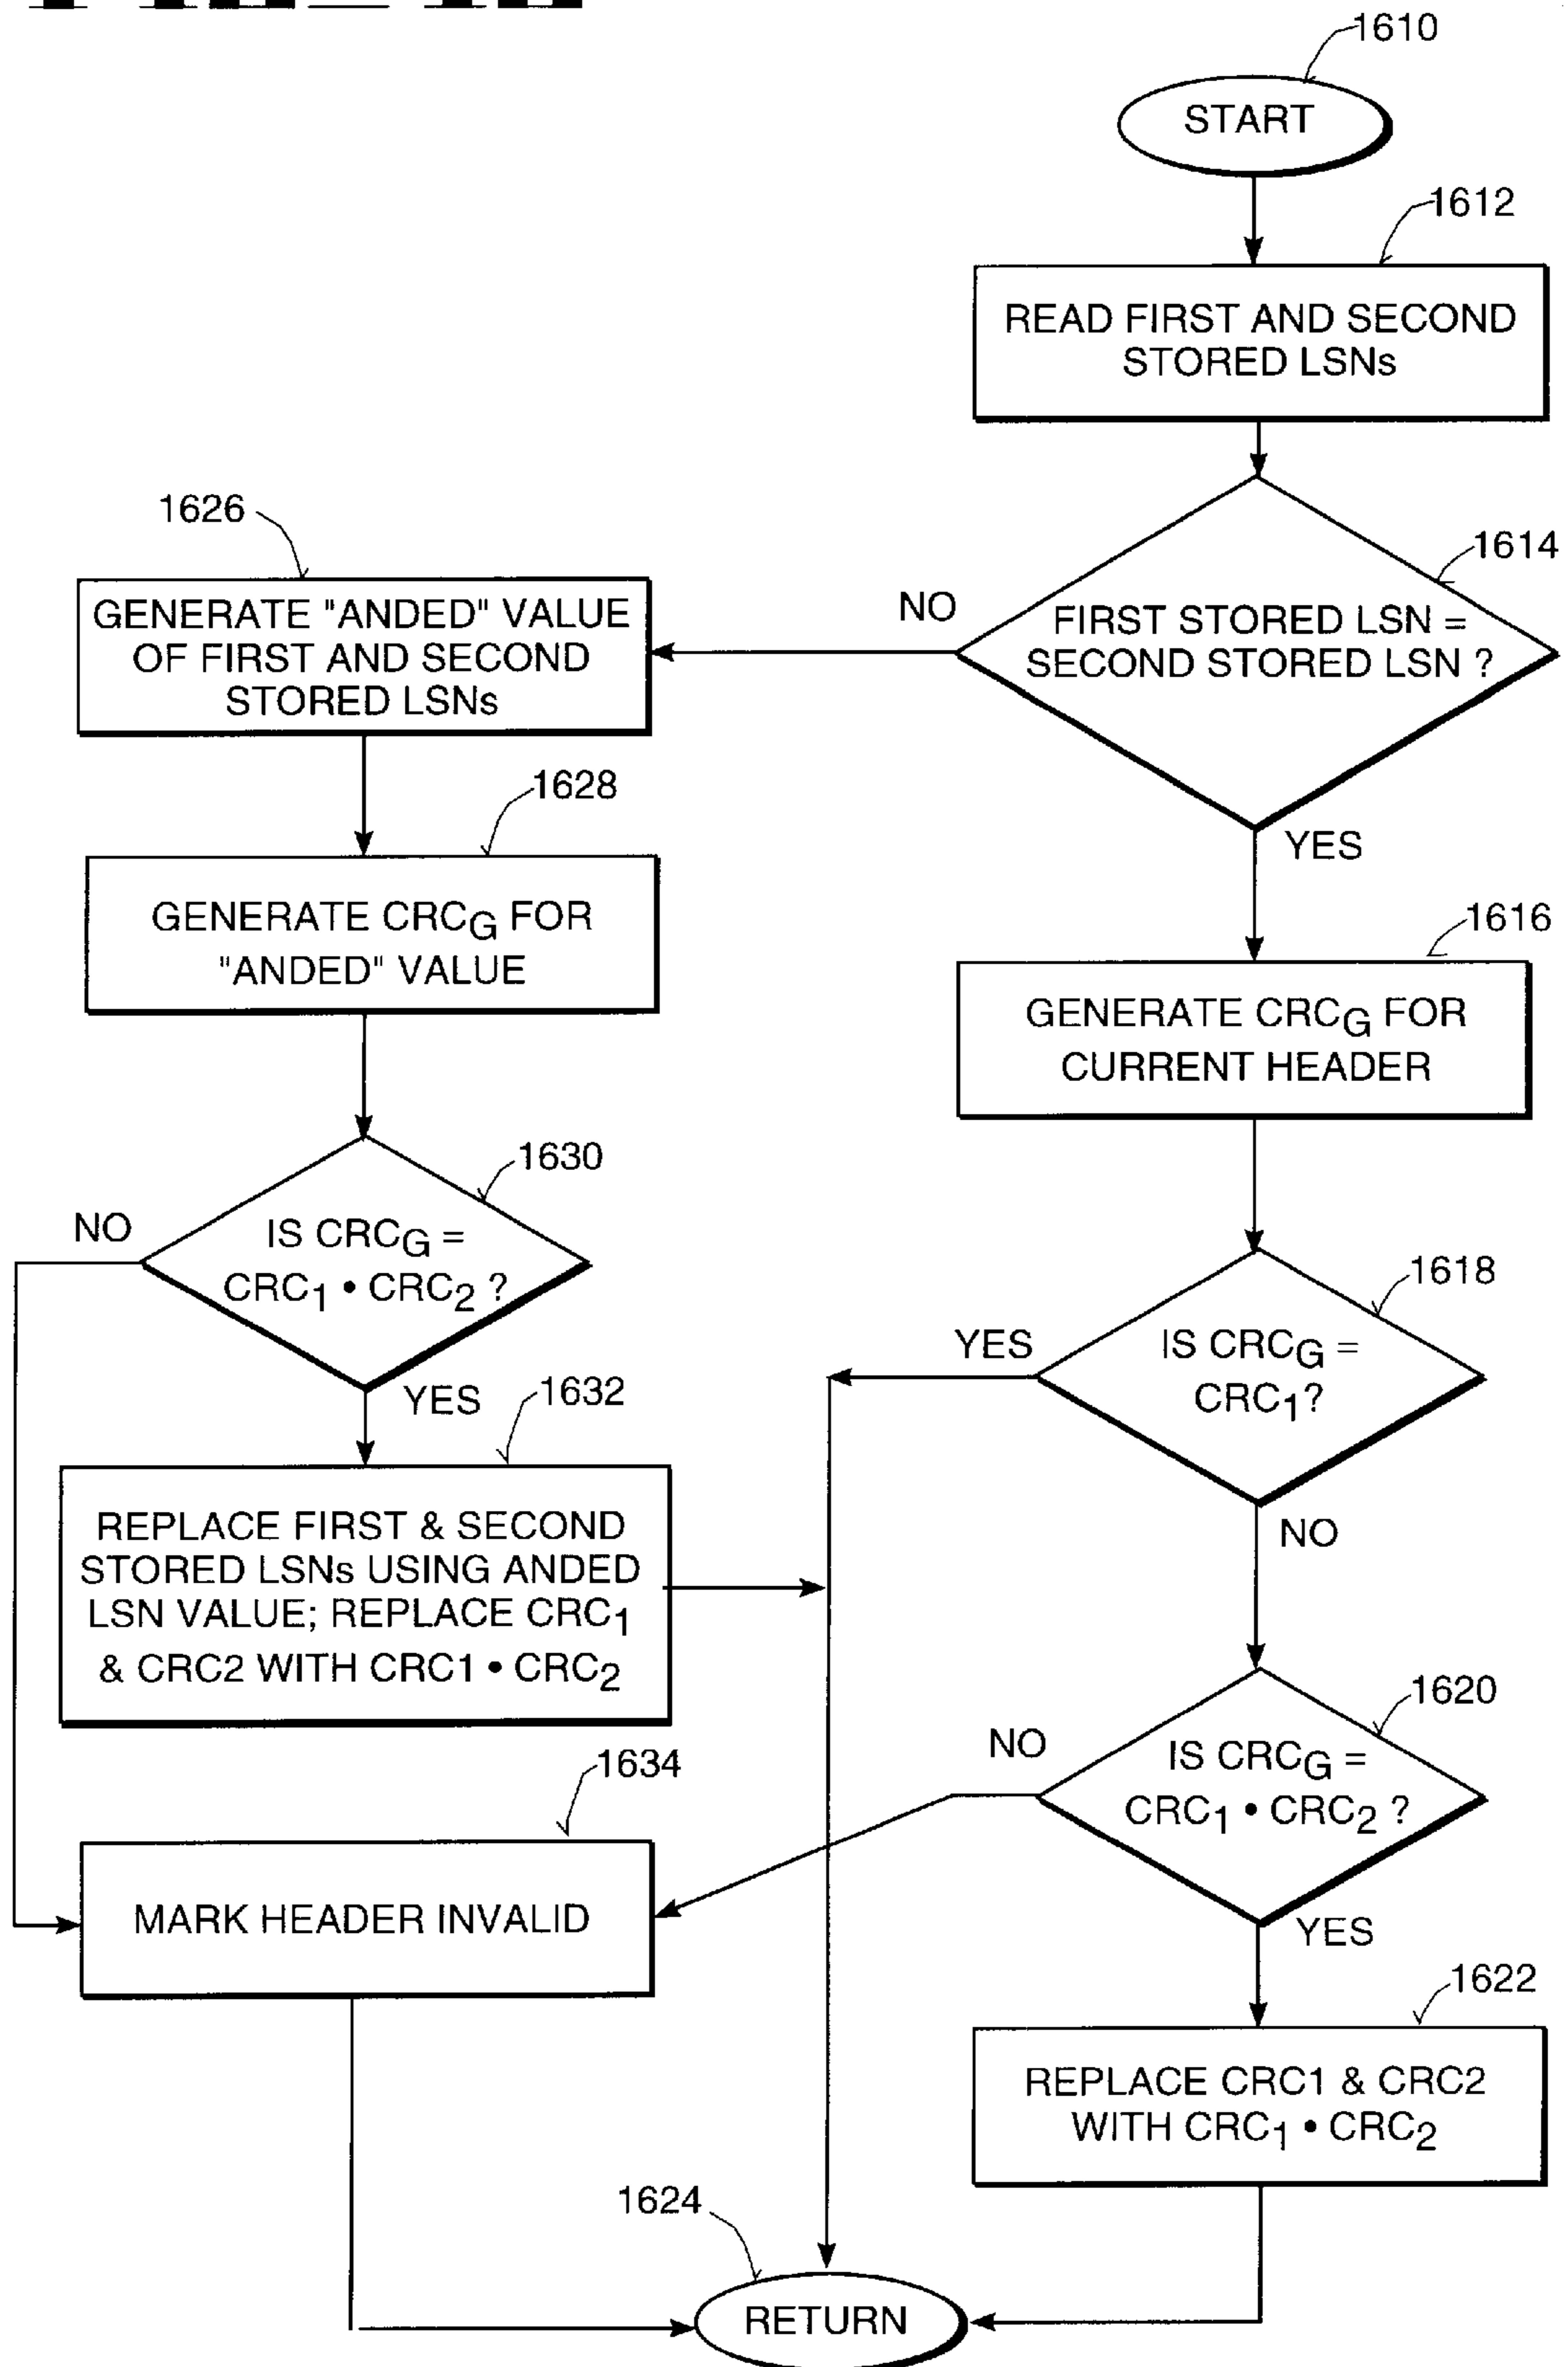 1610
START
1612
READ FIRST AND SECOND
STORED LSNs
1614
FIRST STORED LSN =
SECOND STORED LSN ?
NO
YES
1626
GENERATE "ANDED" VALUE
OF FIRST AND SECOND
STORED LSNs
1628
GENERATE CRCG FOR
"ANDED" VALUE
1616
GENERATE CRCG FOR
CURRENT HEADER
1630
IS CRCG =
CRC1 • CRC2 ?
NO
YES
1618
IS CRCG =
CRC1?
YES
NO
1632
REPLACE FIRST & SECOND
STORED LSNs USING ANDED
LSN VALUE; REPLACE CRC1
& CRC2 WITH CRC1 • CRC2
1620
IS CRCG =
CRC1 • CRC2 ?
NO
YES
1634
MARK HEADER INVALID
1622
REPLACE CRC1 & CRC2
WITH CRC1 • CRC2
1624
RETURN